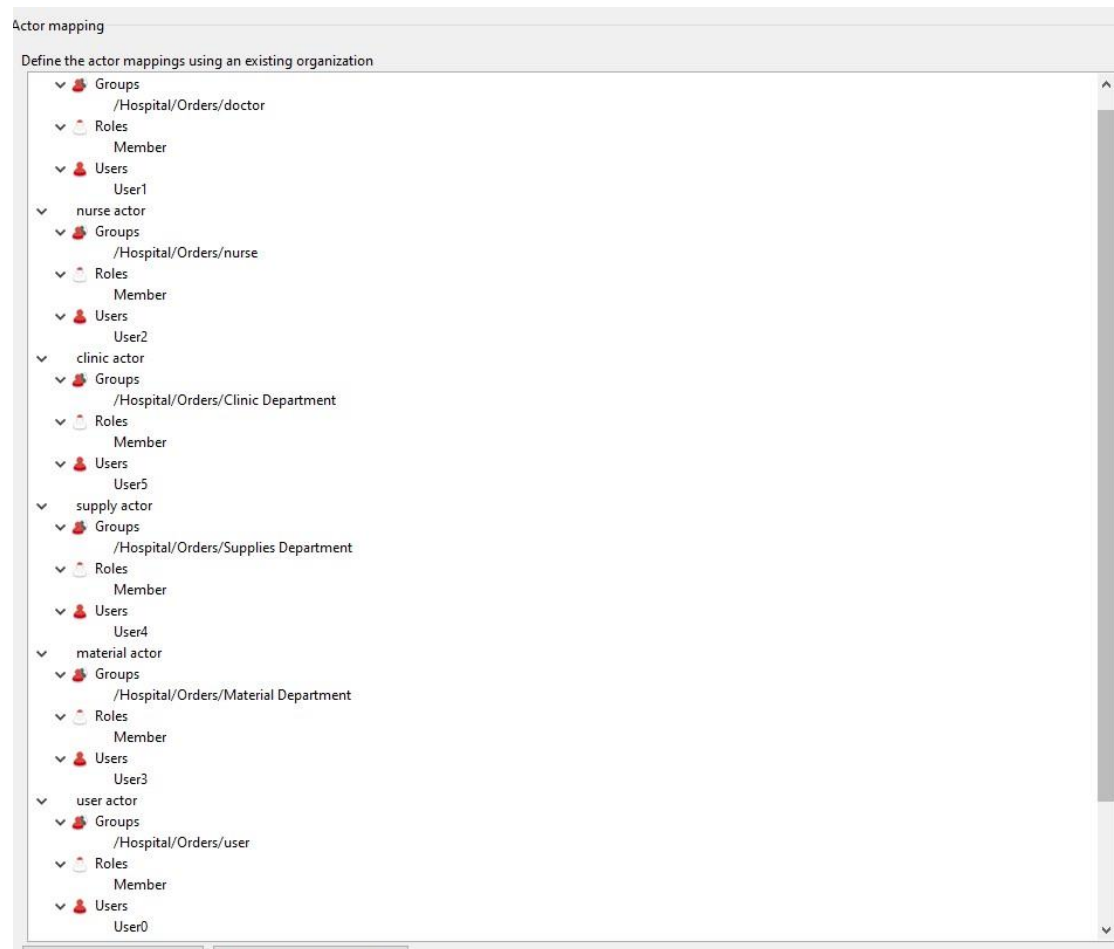 Actor mapping
Define the actor mappings using an existing organization
Groups
/Hospital/Orders/doctor
Roles
Member
Users
User1
nurse actor
Groups
/Hospital/Orders/nurse
Roles
Member
Users
User2
clinic actor
Groups
/Hospital/Orders/Clinic Department
Roles
Member
Users
User5
supply actor
Groups
/Hospital/Orders/Supplies Department
Roles
Member
Users
User4
material actor
Groups
/Hospital/Orders/Material Department
Roles
Member
Users
User3
user actor
Groups
/Hospital/Orders/user
Roles
Member
Users
User0